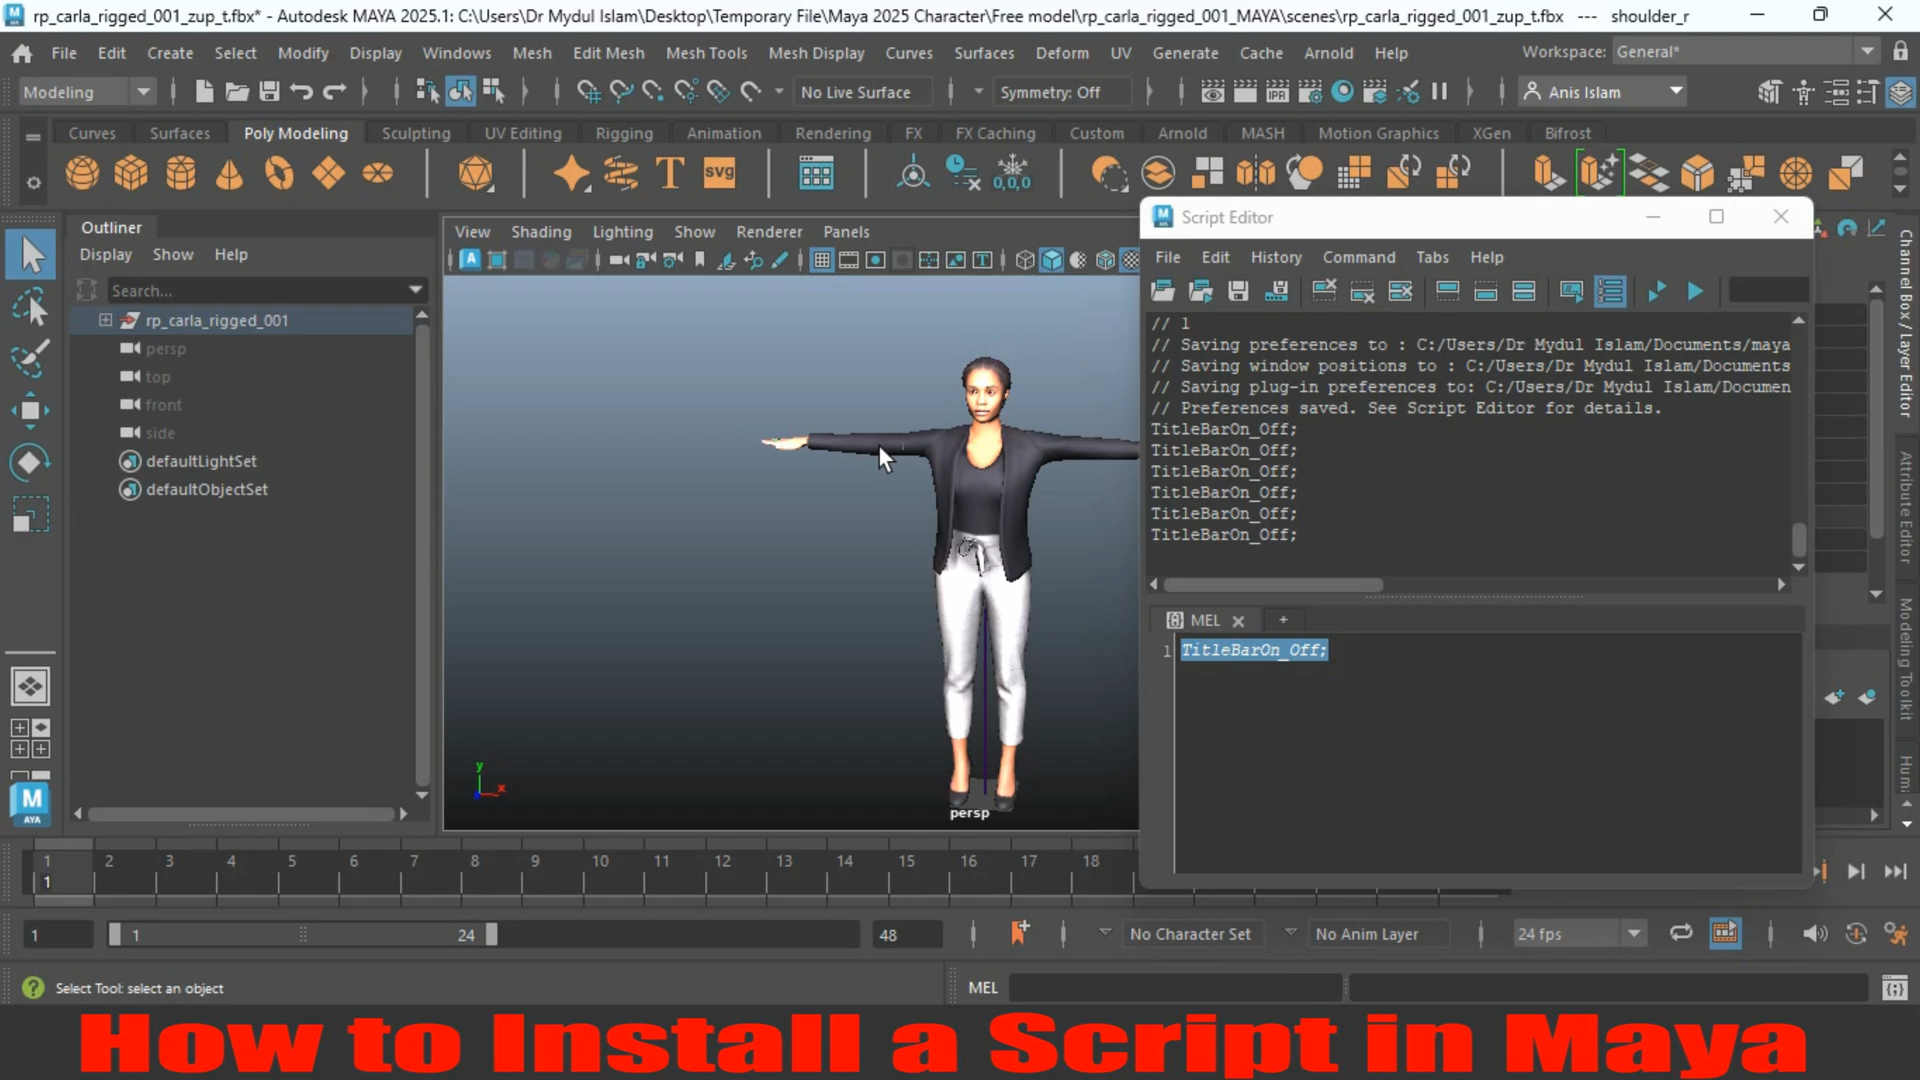 rp_carla_rigged_001_zup_t.fbx* - Autodesk MAYA 2025.1: C:\Users\Dr Mydul Islam\Desktop\Temporary File\Maya 2025 Character\Free model\rp_carla_rigged_001_MAYA\scenes\rp_carla_rigged_001_zup_t.fbx --- shoulder_r
File Edit Create Select Modify Display Windows Mesh Edit Mesh Mesh Tools Mesh Display Curves Surfaces Deform UV Generate Cache Arnold Help Workspace: General*
Modeling No Live Surface Symmetry: Off IPR Anis Islam
Curves Surfaces Poly Modeling Sculpting UV Editing Rigging Animation Rendering FX FX Caching Custom Arnold MASH Motion Graphics XGen Bifrost
T SVG 0,0,0
Outliner
Display Show Help
Search...
rp_carla_rigged_001
persp
top
front
side
defaultLightSet
defaultObjectSet
View Shading Lighting Show Renderer Panels
y
x
persp
Script Editor
File Edit History Command Tabs Help
// 1
// Saving preferences to : C:/Users/Dr Mydul Islam/Documents/maya
// Saving window positions to : C:/Users/Dr Mydul Islam/Documents
// Saving plug-in preferences to: C:/Users/Dr Mydul Islam/Documen
// Preferences saved. See Script Editor for details.
TitleBarOn_Off;
TitleBarOn_Off;
TitleBarOn_Off;
TitleBarOn_Off;
TitleBarOn_Off;
TitleBarOn_Off;
MEL
1 TitleBarOn_Off;
Channel Box / Layer Editor
Attribute Editor
Modeling Toolkit
M
AYA
1 2 3 4 5 6 7 8 9 10 11 12 13 14 15 16 17 18
1
1 1 24 48 No Character Set No Anim Layer 24 fps
Select Tool: select an object MEL
How to Install a Script in Maya